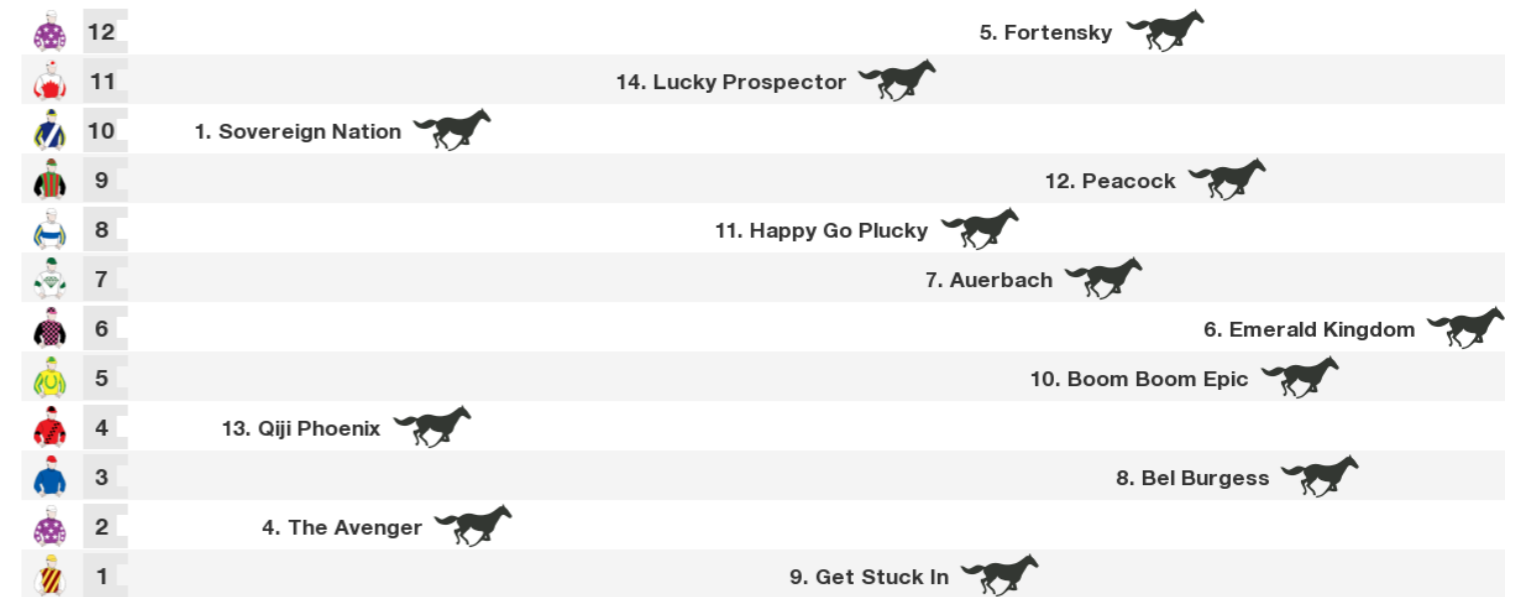 12 5. Fortensky
11 14. Lucky Prospector
10 1. Sovereign Nation
9 12. Peacock
8 11. Happy Go Plucky
7 7. Auerbach
6 6. Emerald Kingdom
5 10. Boom Boom Epic
4 13. Qiji Phoenix
3 8. Bel Burgess
2 4. The Avenger
1 9. Get Stuck In